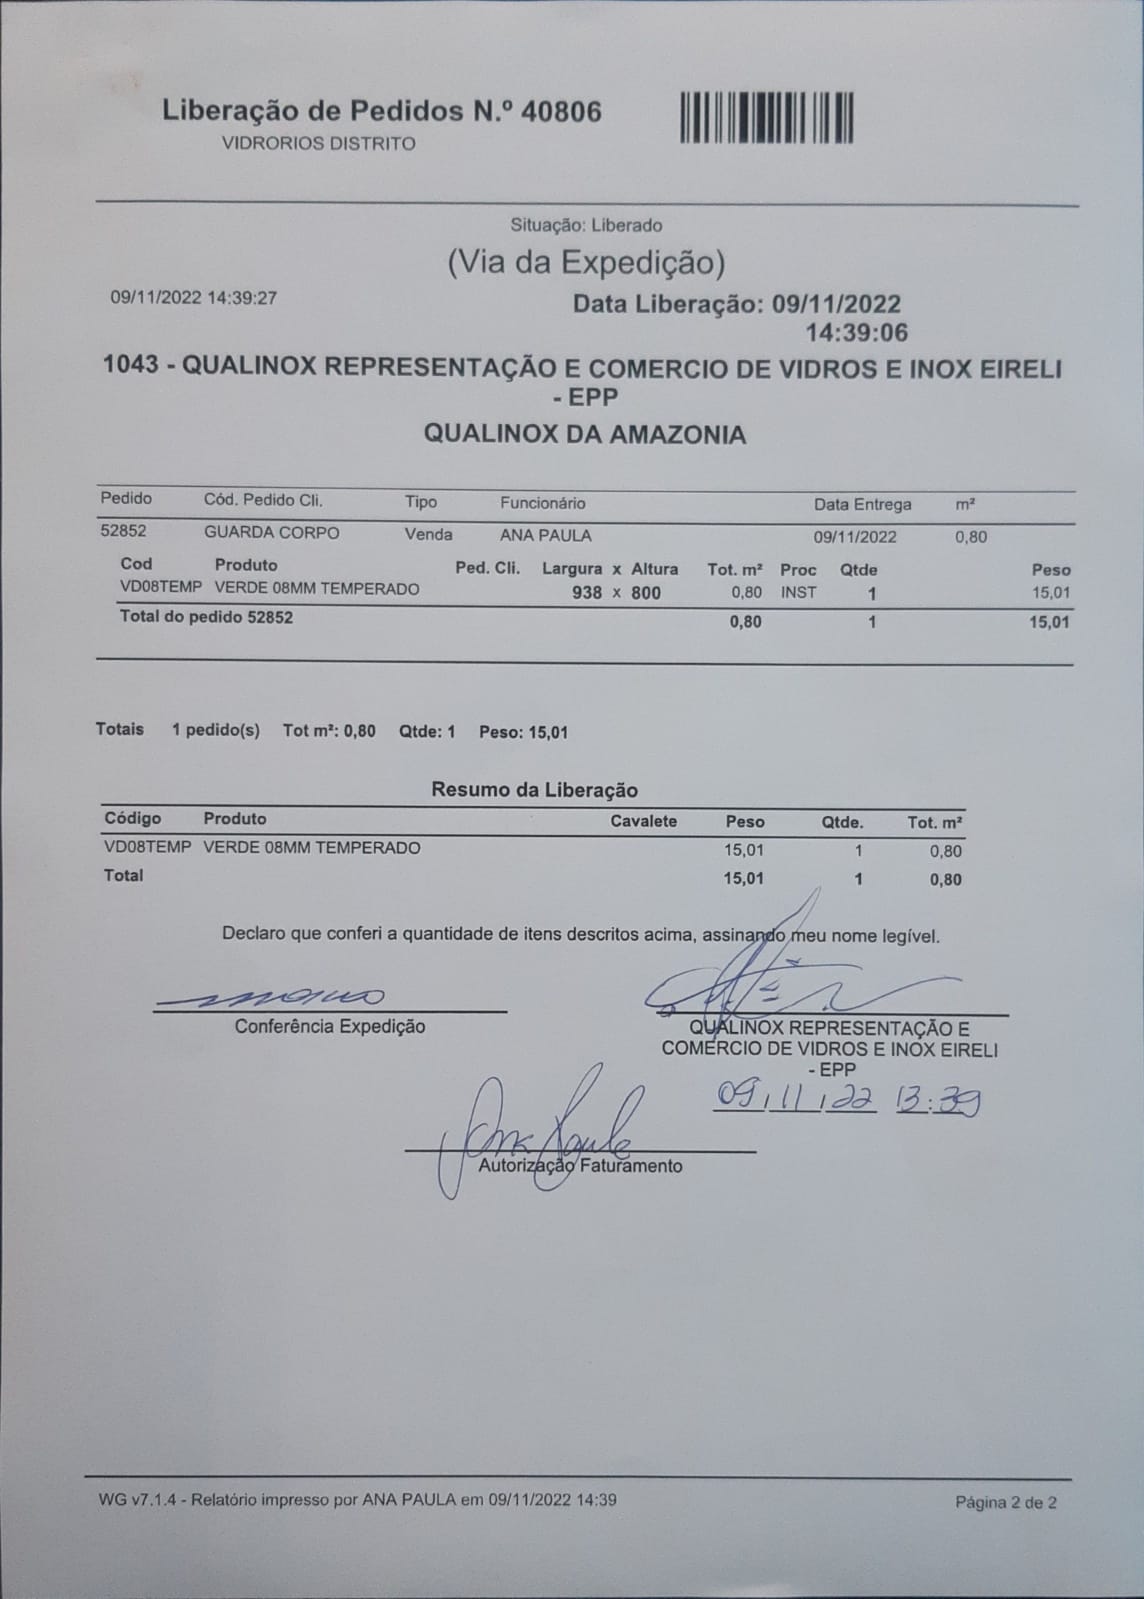 Liberação de Pedidos N.º 40806
VIDRORIOS DISTRITO
Situação: Liberado
(Via da Expedição)
09/11/2022 14:39:27
Data Liberação: 09/11/2022
14:39:06
1043 - QUALINOX REPRESENTAÇÃO E COMERCIO DE VIDROS E INOX EIRELI
- EPP
QUALINOX DA AMAZONIA
Pedido Cód. Pedido Cli. Tipo Funcionário Data Entrega m²
52852 GUARDA CORPO Venda ANA PAULA 09/11/2022 0,80
Cod Produto Ped. Cli. Largura x Altura Tot. m² Proc Qtde Peso
VD08TEMP VERDE 08MM TEMPERADO 938 x 800 0,80 INST 1 15,01
Total do pedido 52852 0,80 1 15,01
Totais 1 pedido(s) Tot m²: 0,80 Qtde: 1 Peso: 15,01
Resumo da Liberação
Código Produto Cavalete Peso Qtde. Tot. m²
VD08TEMP VERDE 08MM TEMPERADO 15,01 1 0,80
Total 15,01 1 0,80
Declaro que conferi a quantidade de itens descritos acima, assinando meu nome legível.
Conferência Expedição
QUALINOX REPRESENTAÇÃO E
COMERCIO DE VIDROS E INOX EIRELI
- EPP
09/11/22 13:39
Ana Paula
Autorização Faturamento
WG v7.1.4 - Relatório impresso por ANA PAULA em 09/11/2022 14:39
Página 2 de 2